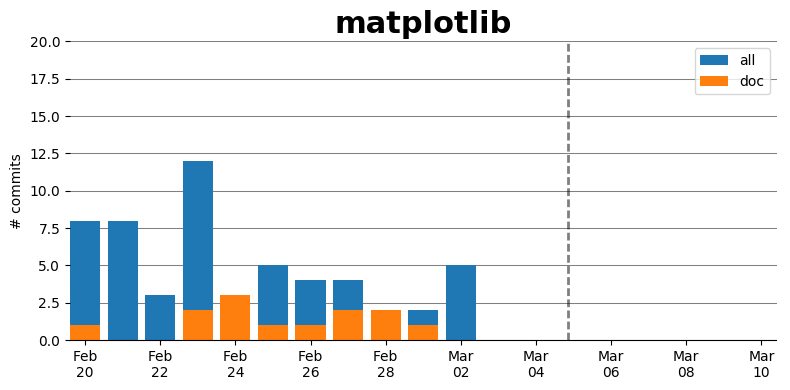 matplotlib
20.0
17.5
15.0
12.5
10.0
7.5
5.0
2.5
0.0
# commits
all
doc
Feb 20
Feb 22
Feb 24
Feb 26
Feb 28
Mar 02
Mar 04
Mar 06
Mar 08
Mar 10